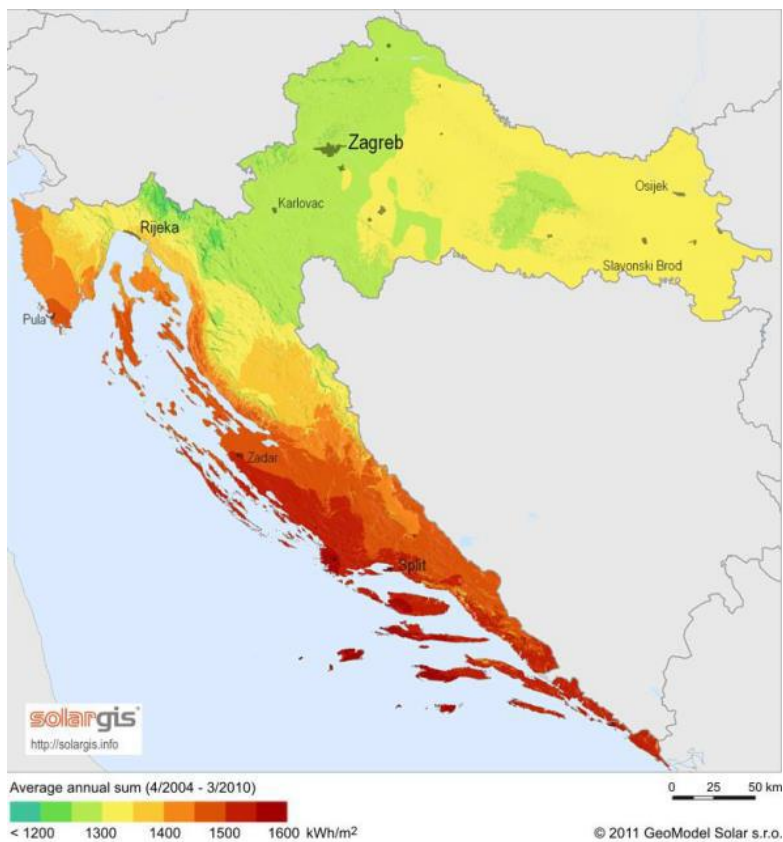 Zagreb
Osijek
Karlovac
Rijeka
Slavonski Brod
Pula
Zadar
Split
solargis
http://solargis.info
Average annual sum (4/2004 - 3/2010)
0 25 50 km
< 1200 1300 1400 1500 1600 kWh/m²
© 2011 GeoModel Solar s.r.o.